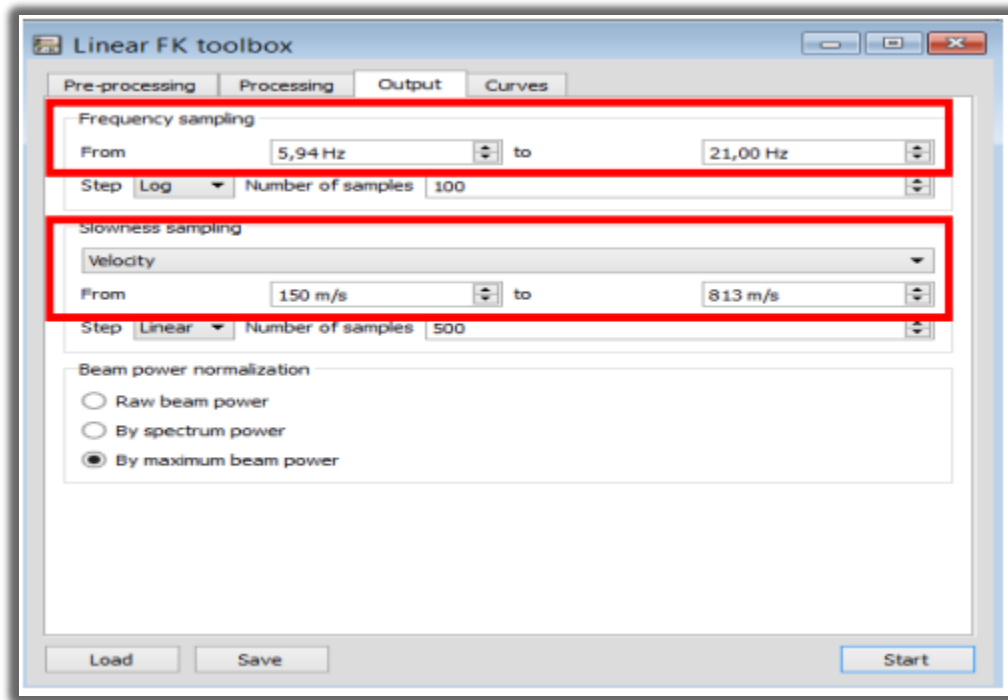 Linear FK toolbox
Pre-processing Processing Output Curves
Frequency sampling
From 5,94 Hz to 21,00 Hz
Step Log Number of samples 100
Slowness sampling
Velocity
From 150 m/s to 813 m/s
Step Linear Number of samples 500
Beam power normalization
Raw beam power
By spectrum power
By maximum beam power
Load Save Start